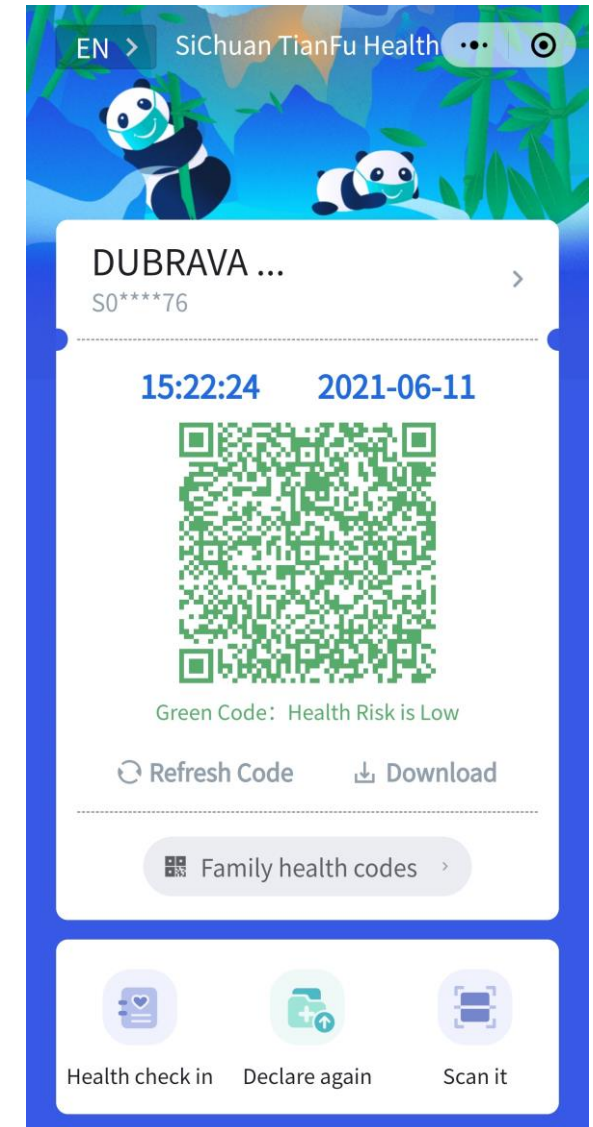 EN > SiChuan TianFu Health
DUBRAVA ...
S0****76
15:22:24 2021-06-11
Green Code：Health Risk is Low
Refresh Code Download
Family health codes
Health check in Declare again Scan it